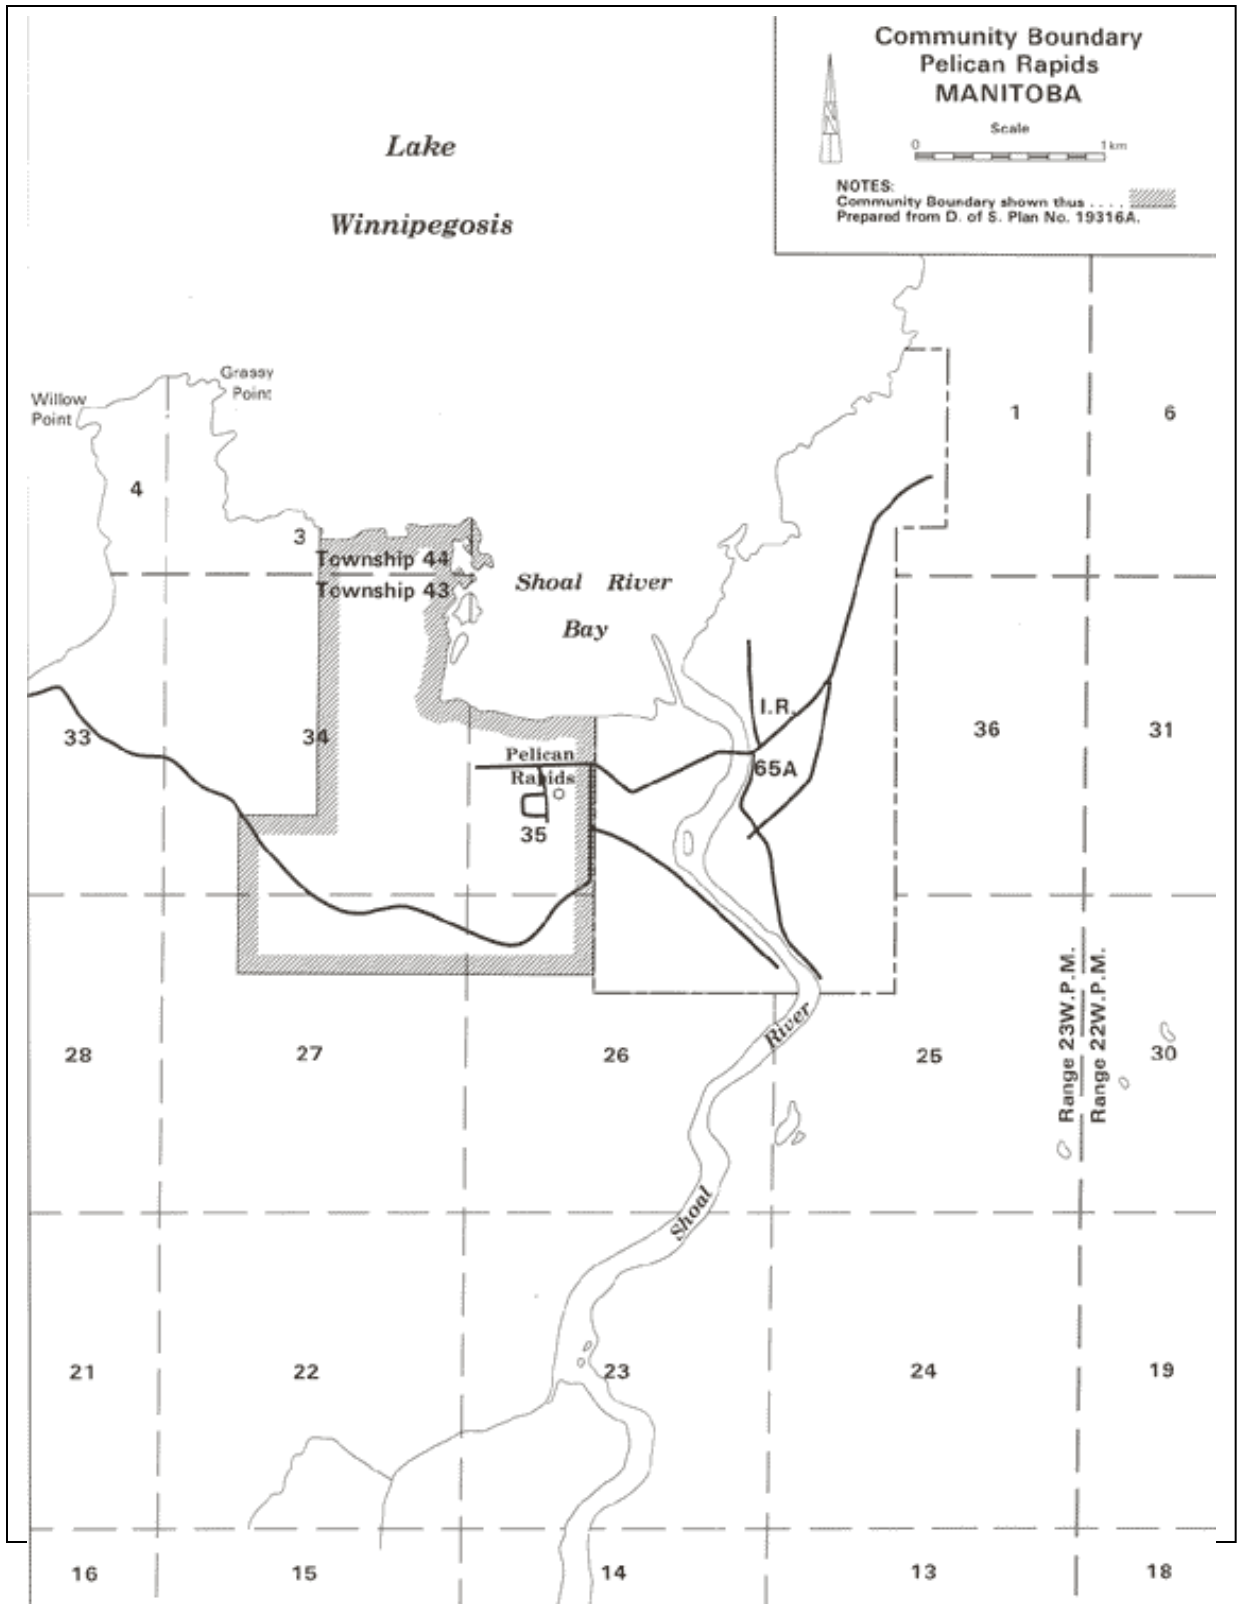 Community Boundary
Pelican Rapids
MANITOBA
Scale
0 1 km
NOTES:
Community Boundary shown thus . . . .
Prepared from D. of S. Plan No. 19316A.
Lake
Winnipegosis
Grassy
Point
Willow
Point
1
6
4
3
Township 44
Township 43
Shoal River
Bay
I.R.
65A
33
34
36
31
Pelican
Rapids
35
Range 23W.P.M.
Range 22W.P.M.
River
28
27
26
25
30
Shoal
21
22
23
24
19
16
15
14
13
18